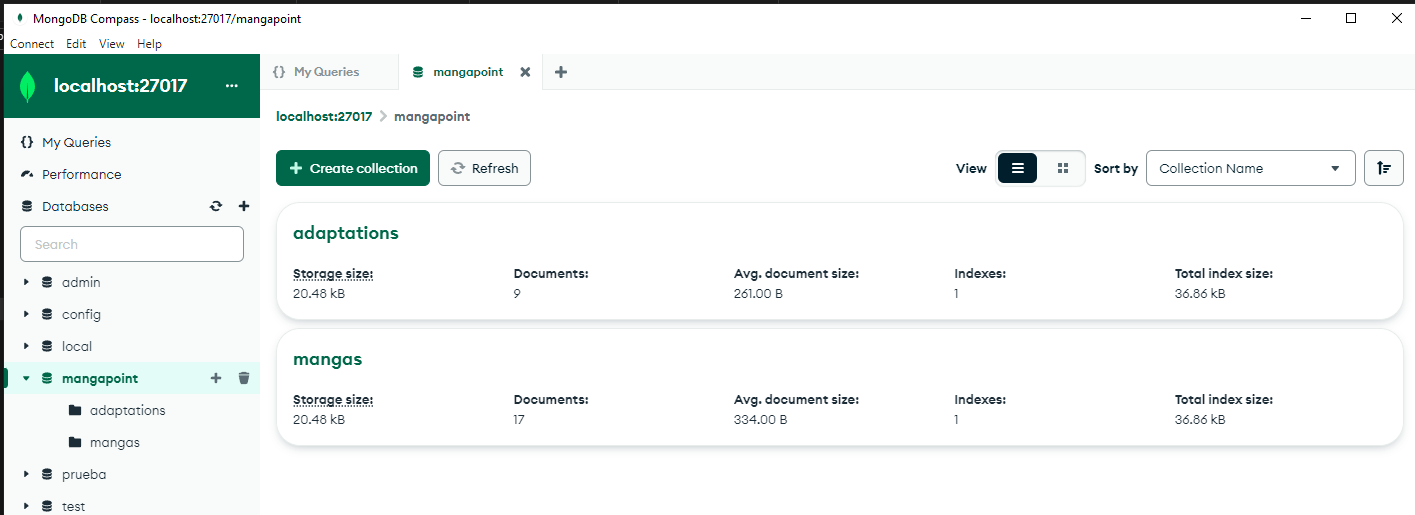 MongoDB Compass - localhost:27017/mangapoint
Connect Edit View Help
localhost:27017 ...
My Queries
Performance
Databases
Search
admin
config
local
mangapoint
adaptations
mangas
prueba
test
{} My Queries mangapoint
localhost:27017 > mangapoint
+ Create collection Refresh View Sort by Collection Name
adaptations
Storage size: Documents: Avg. document size: Indexes: Total index size:
20.48 kB 9 261.00 B 1 36.86 kB
mangas
Storage size: Documents: Avg. document size: Indexes: Total index size:
20.48 kB 17 334.00 B 1 36.86 kB